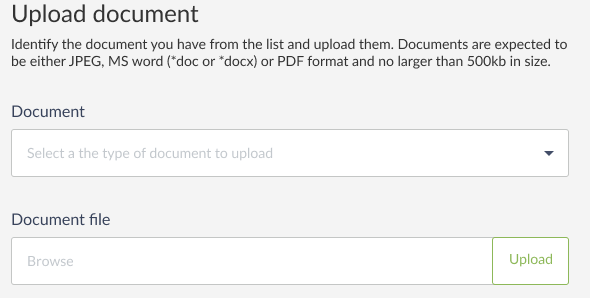 Upload document
Identify the document you have from the list and upload them. Documents are expected to
be either JPEG, MS word (*doc or *docx) or PDF format and no larger than 500kb in size.
Document
Select a the type of document to upload
Document file
Browse
Upload